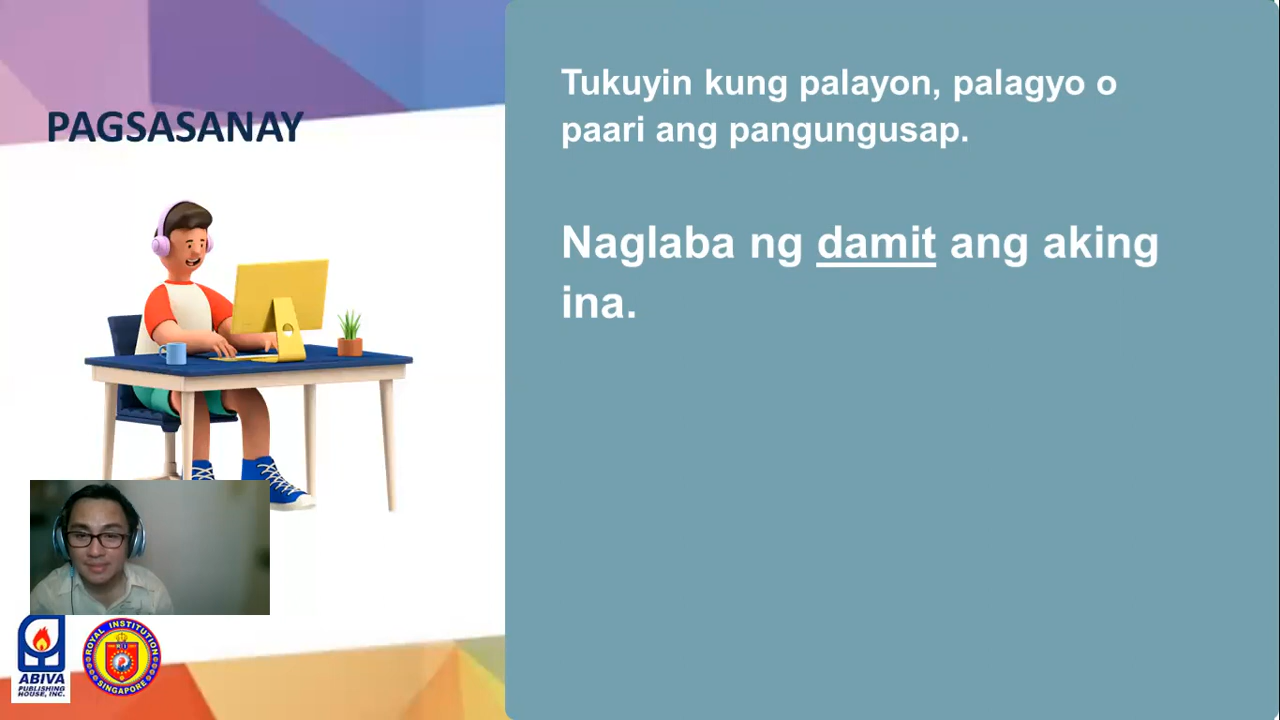 PAGSASANAY
Tukuyin kung palayon, palagyo o
paari ang pangungusap.
Naglaba ng damit ang aking
ina.
ABIVA
PUBLISHING
HOUSE, INC.
ROYAL INSTITUTION
SINGAPORE